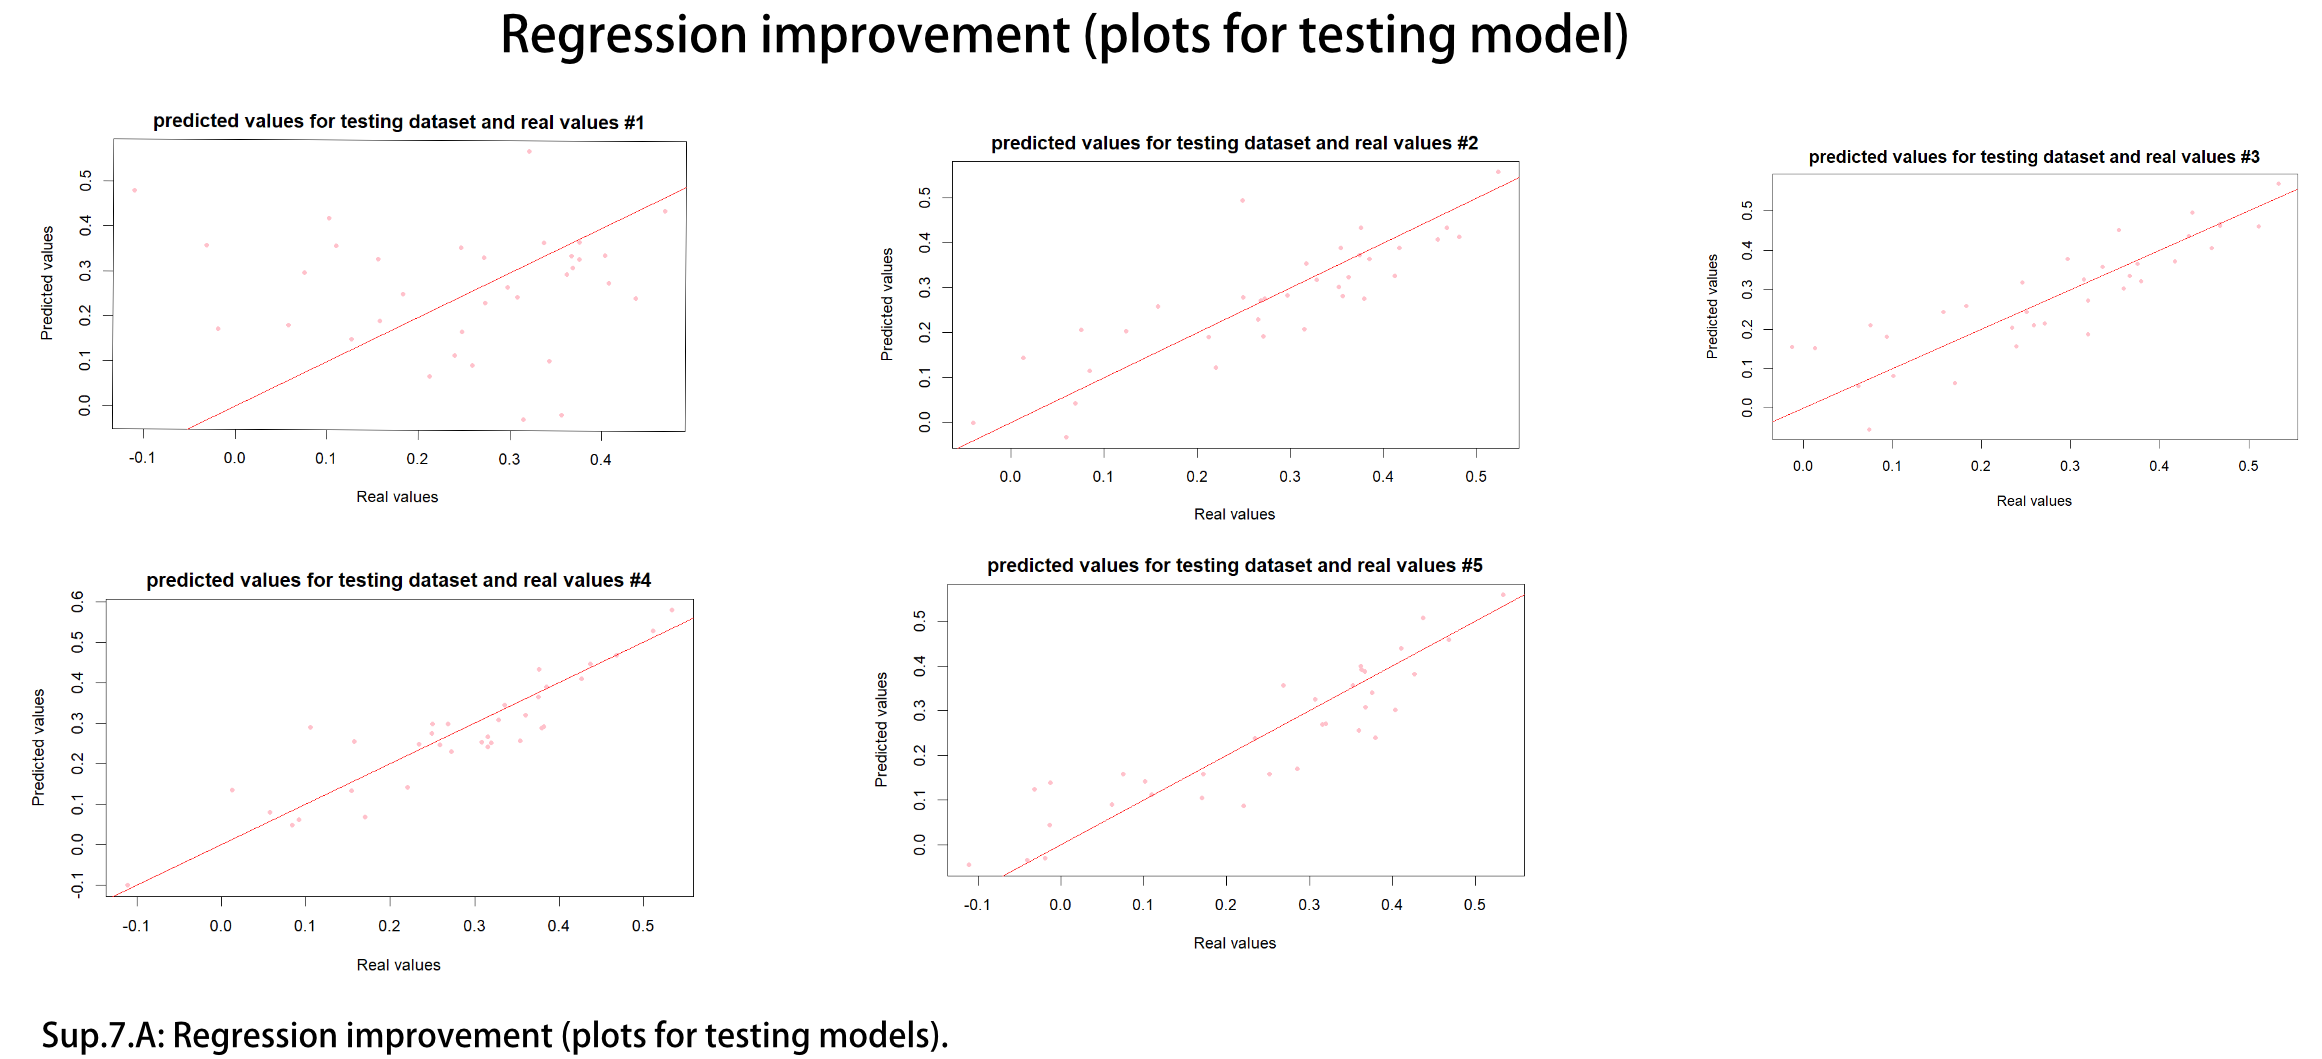 Regression improvement (plots for testing model)
predicted values for testing dataset and real values #1
Predicted values
0.5
0.4
0.3
0.2
0.1
0.0
-0.1 0.0 0.1 0.2 0.3 0.4
Real values
predicted values for testing dataset and real values #2
Predicted values
0.5
0.4
0.3
0.2
0.1
0.0
0.0 0.1 0.2 0.3 0.4 0.5
Real values
predicted values for testing dataset and real values #3
Predicted values
0.5
0.4
0.3
0.2
0.1
0.0
0.0 0.1 0.2 0.3 0.4 0.5
Real values
predicted values for testing dataset and real values #4
Predicted values
0.6
0.5
0.4
0.3
0.2
0.1
0.0
-0.1
-0.1 0.0 0.1 0.2 0.3 0.4 0.5
Real values
predicted values for testing dataset and real values #5
Predicted values
0.5
0.4
0.3
0.2
0.1
0.0
-0.1 0.0 0.1 0.2 0.3 0.4 0.5
Real values
Sup.7.A: Regression improvement (plots for testing models).